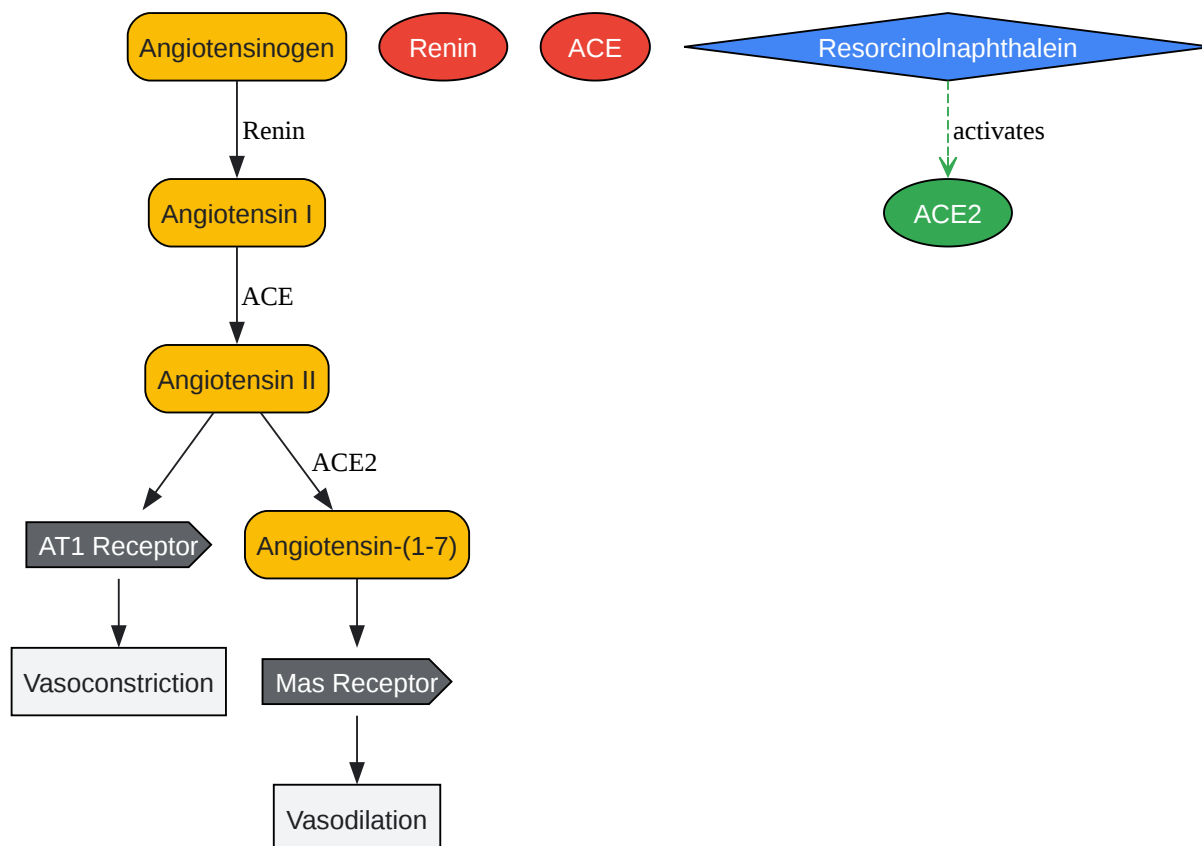 Angiotensinogen
Renin
ACE
Resorcinolnaphthalein
Renin
activates
Angiotensin I
ACE2
ACE
Angiotensin II
ACE2
AT1 Receptor
Angiotensin-(1-7)
Vasoconstriction
Mas Receptor
Vasodilation